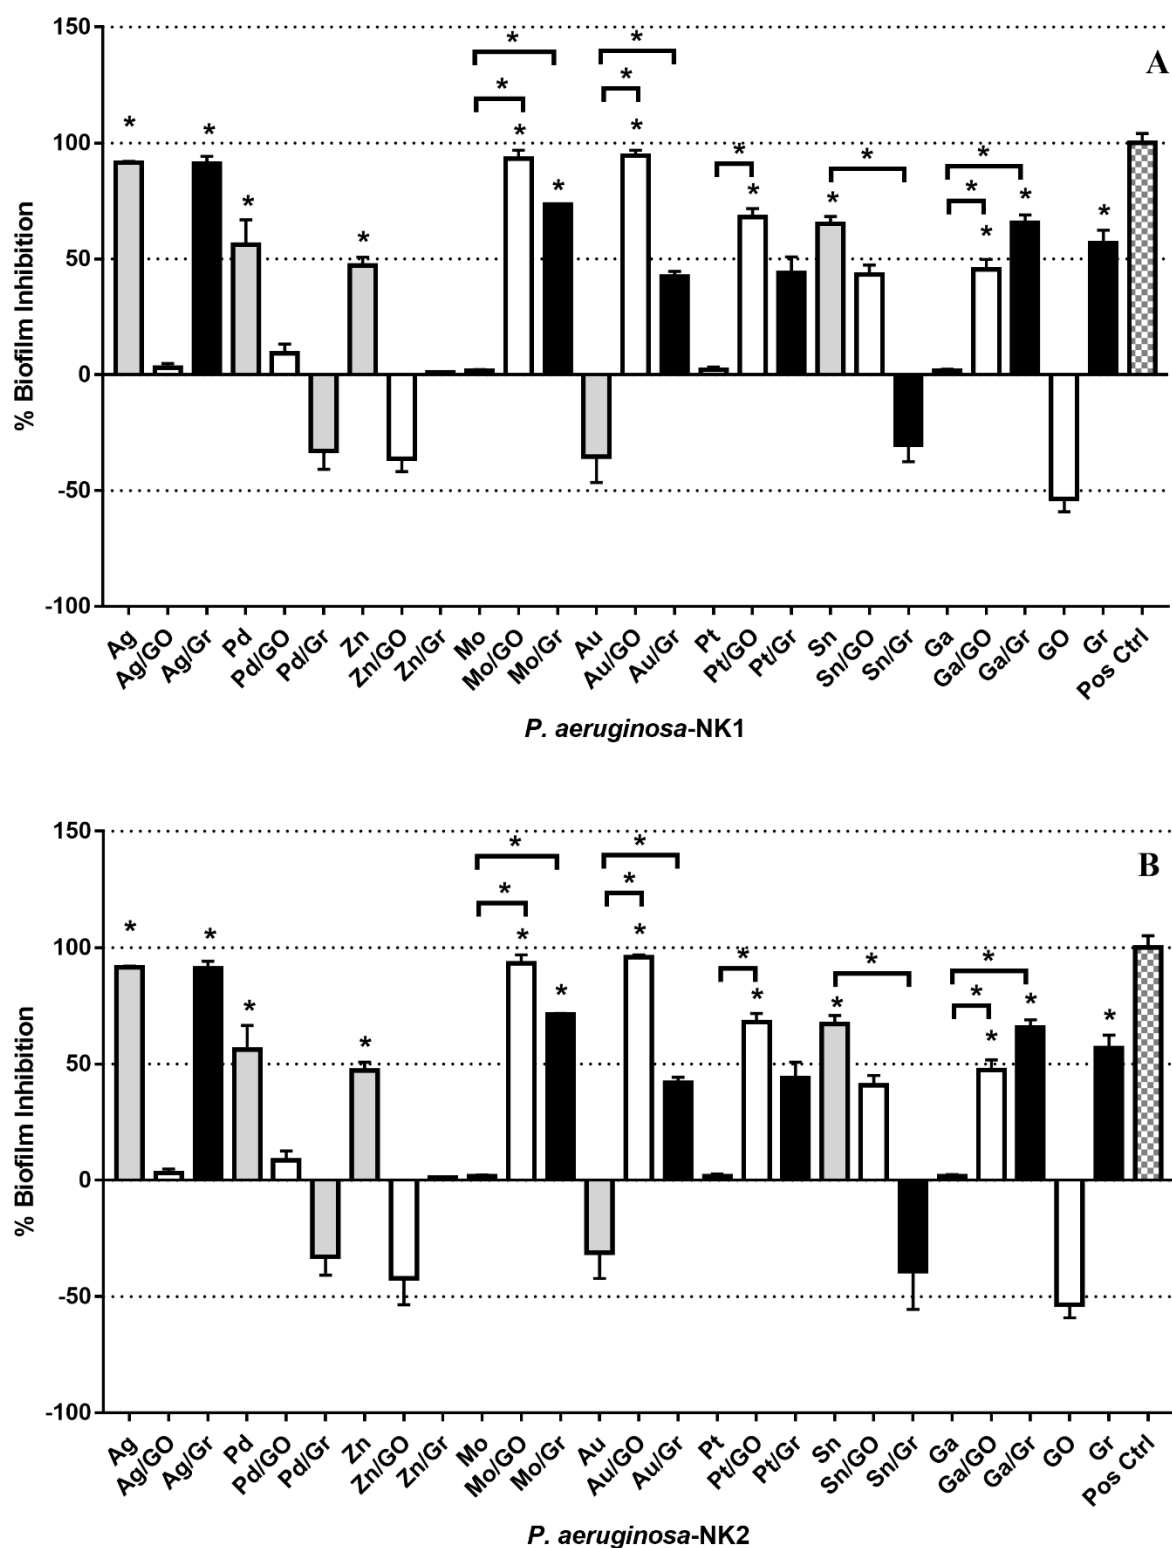 A
% Biofilm Inhibition
150
100
50
0
-50
-100
* * * * * * * * * * * * * * * * * * * *
Ag Ag/GO Ag/Gr Pd Pd/GO Pd/Gr Zn Zn/GO Zn/Gr Mo Mo/GO Mo/Gr Au Au/GO Au/Gr Pt Pt/GO Pt/Gr Sn Sn/GO Sn/Gr Ga Ga/GO Ga/Gr GO Gr Pos Ctrl
P. aeruginosa-NK1
B
% Biofilm Inhibition
150
100
50
0
-50
-100
* * * * * * * * * * * * * * * * * * * *
Ag Ag/GO Ag/Gr Pd Pd/GO Pd/Gr Zn Zn/GO Zn/Gr Mo Mo/GO Mo/Gr Au Au/GO Au/Gr Pt Pt/GO Pt/Gr Sn Sn/GO Sn/Gr Ga Ga/GO Ga/Gr GO Gr Pos Ctrl
P. aeruginosa-NK2